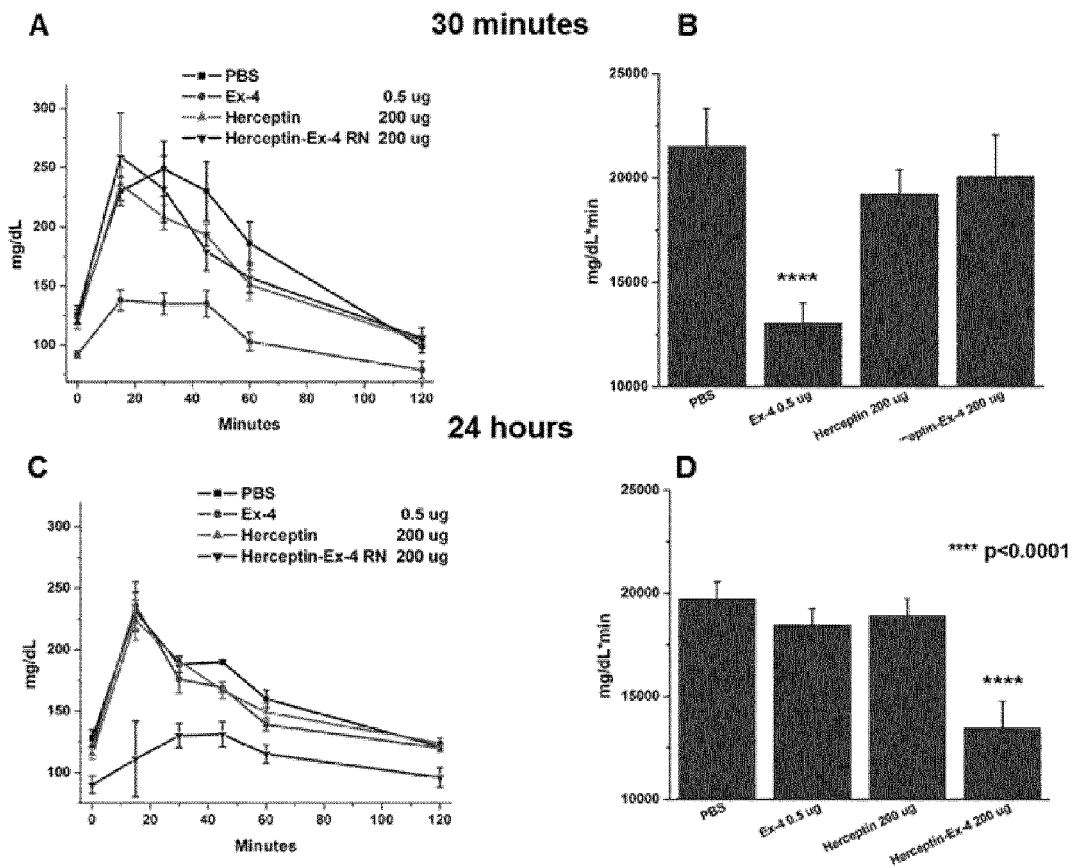 A
30 minutes
B
PBS
Ex-4 0.5 ug
Herceptin 200 ug
Herceptin-Ex-4 RN 200 ug
300
250
200
150
100
mg/dL
0 20 40 60 80 100 120
Minutes
25000
20000
15000
10000
mg/dL*min
****
PBS
Ex-4 0.5 ug
Herceptin 200 ug
ceptin-Ex-4 200 ug
24 hours
C
D
PBS
Ex-4 0.5 ug
Herceptin 200 ug
Herceptin-Ex-4 RN 200 ug
300
250
200
150
100
mg/dL
0 20 40 60 80 100 120
Minutes
25000
20000
15000
10000
mg/dL*min
**** p<0.0001
****
PBS
Ex-4 0.5 ug
Herceptin 200 ug
Herceptin-Ex-4 200 ug